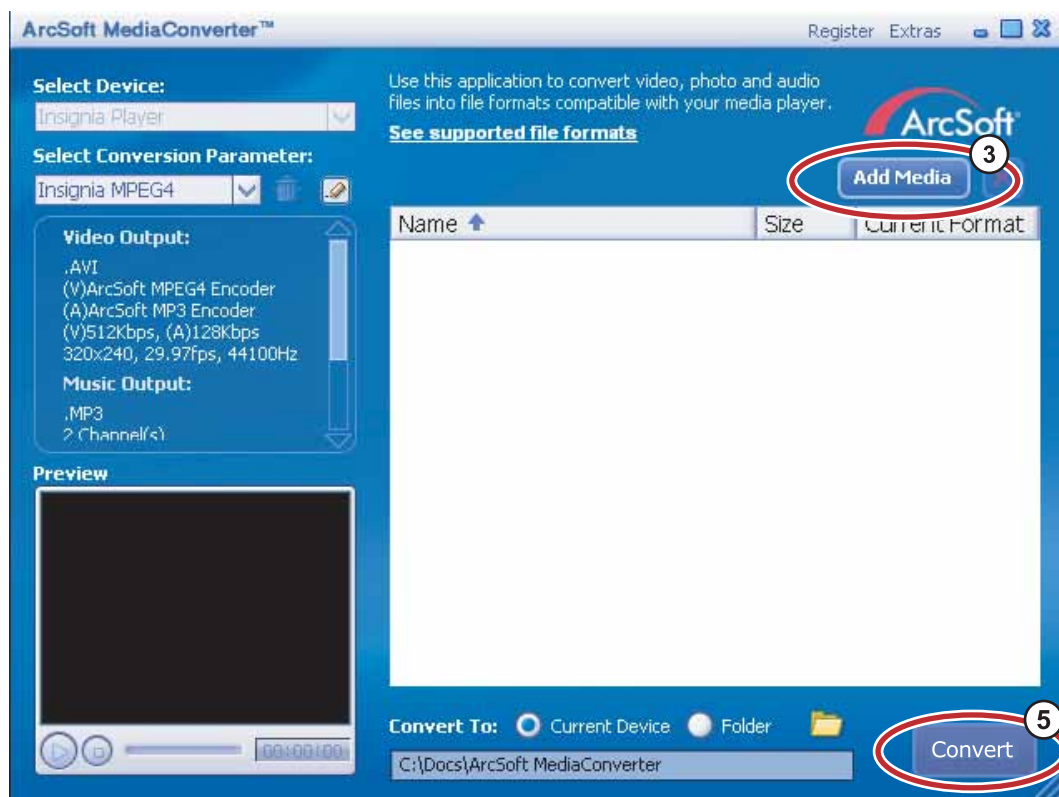 ArcSoft MediaConverter™
Register Extras
Select Device:
Insignia Player
Select Conversion Parameter:
Insignia MPEG4
Video Output:
.AVI
(V)ArcSoft MPEG4 Encoder
(A)ArcSoft MP3 Encoder
(V)512Kbps, (A)128Kbps
320x240, 29.97fps, 44100Hz
Music Output:
.MP3
2 Channel(s)
Preview
00:00:00
Use this application to convert video, photo and audio
files into file formats compatible with your media player.
See supported file formats
ArcSoft
3
Add Media
Name Size Current Format
Convert To: Current Device Folder
C:\Docs\ArcSoft MediaConverter
5
Convert